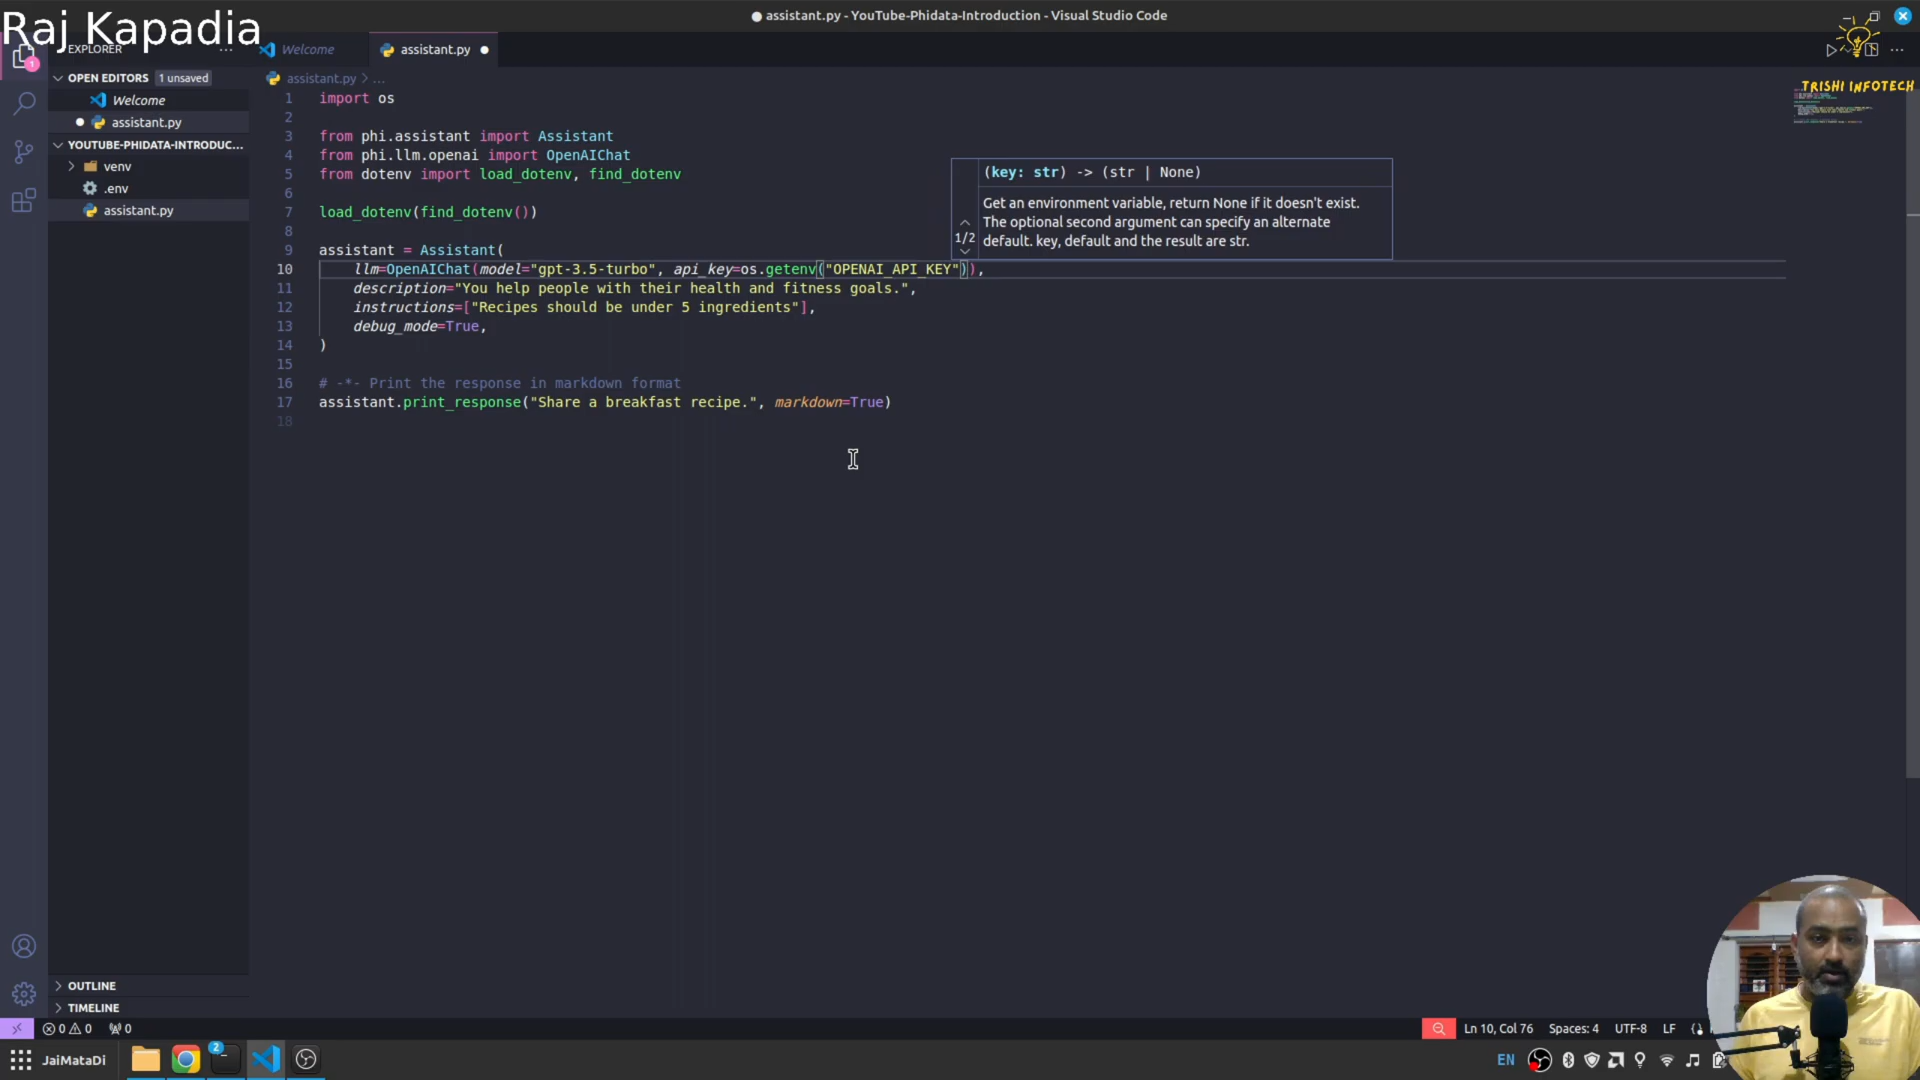 Raj Kapadia
assistant.py - YouTube-Phidata-Introduction - Visual Studio Code
EXPLORER
Welcome
assistant.py
TRISHI INFOTECH
OPEN EDITORS 1 unsaved
Welcome
assistant.py
YOUTUBE-PHIDATA-INTRODUC...
venv
.env
assistant.py
OUTLINE
TIMELINE
assistant.py > ...
1 import os
2
3 from phi.assistant import Assistant
4 from phi.llm.openai import OpenAIChat
5 from dotenv import load_dotenv, find_dotenv
6
7 load_dotenv(find_dotenv())
8
9 assistant = Assistant(
10 llm=OpenAIChat(model="gpt-3.5-turbo", api_key=os.getenv("OPENAI_API_KEY")),
11 description="You help people with their health and fitness goals.",
12 instructions=["Recipes should be under 5 ingredients"],
13 debug_mode=True,
14 )
15
16 # -*- Print the response in markdown format
17 assistant.print_response("Share a breakfast recipe.", markdown=True)
18
(key: str) -> (str | None)
1/2
Get an environment variable, return None if it doesn't exist.
The optional second argument can specify an alternate
default. key, default and the result are str.
0 0 0
Ln 10, Col 76 Spaces: 4 UTF-8 LF
JaiMataDi
2
EN